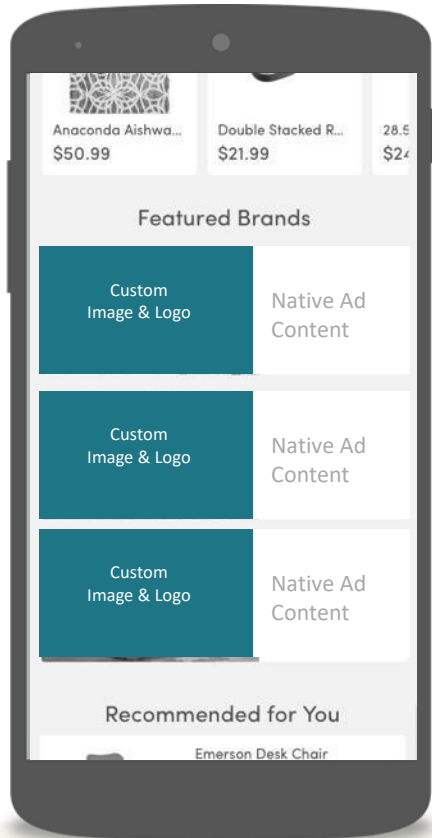 Anaconda Aishwa...
$50.99
Double Stacked R...
$21.99
28.5
Featured Brands
Custom
Image & Logo
Native Ad
Content
Custom
Image & Logo
Native Ad
Content
Custom
Image & Logo
Native Ad
Content
Recommended for You
Emerson Desk Chair